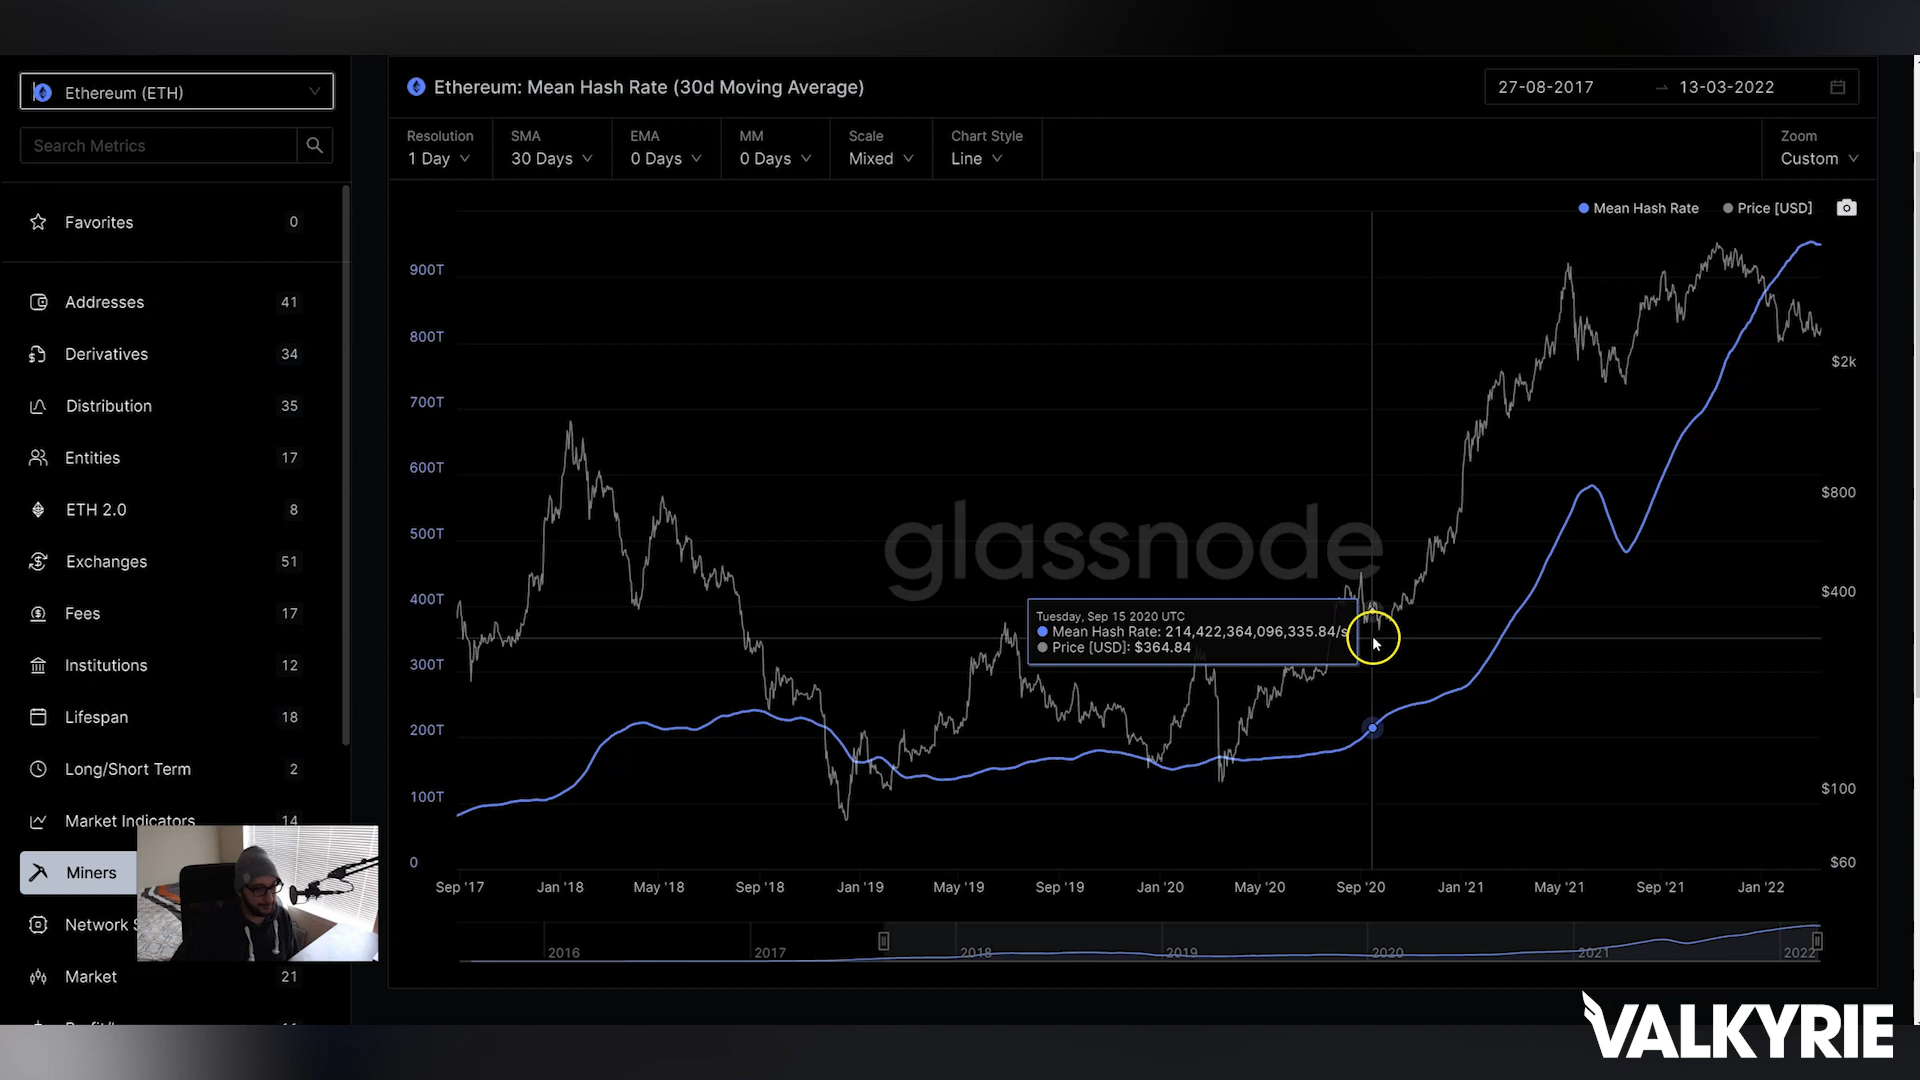 Ethereum (ETH)
Search Metrics
Favorites 0
Addresses 41
Derivatives 34
Distribution 35
Entities 17
ETH 2.0 8
Exchanges 51
Fees 17
Institutions 12
Lifespan 18
Long/Short Term 2
Market Indicators 14
Miners
Network
Market 21
Ethereum: Mean Hash Rate (30d Moving Average)
27-08-2017 → 13-03-2022
Resolution SMA EMA MM Scale Chart Style Zoom
1 Day 30 Days 0 Days 0 Days Mixed Line Custom
Mean Hash Rate Price [USD]
900T
800T
700T
600T
500T
400T
300T
200T
100T
0
$2k
$800
$400
$100
$60
glassnode
Tuesday, Sep 15 2020 UTC
Mean Hash Rate: 214,422,364,096,335.84/s
Price [USD]: $364.84
Sep '17 Jan '18 May '18 Sep '18 Jan '19 May '19 Sep '19 Jan '20 May '20 Sep '20 Jan '21 May '21 Sep '21 Jan '22
2016 2017 2018 2019 2020 2021 2022
VALKYRIE